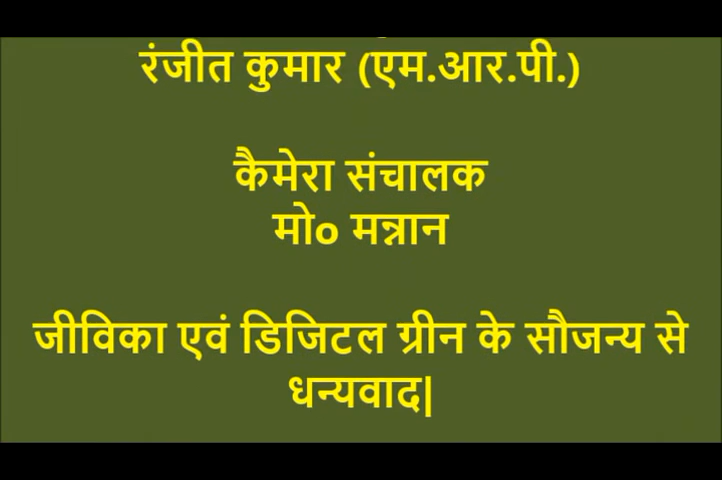 रंजीत कुमार (एम.आर.पी.)
कैमेरा संचालक
मो० मन्नान
जीविका एवं डिजिटल ग्रीन के सौजन्य से
धन्यवाद|